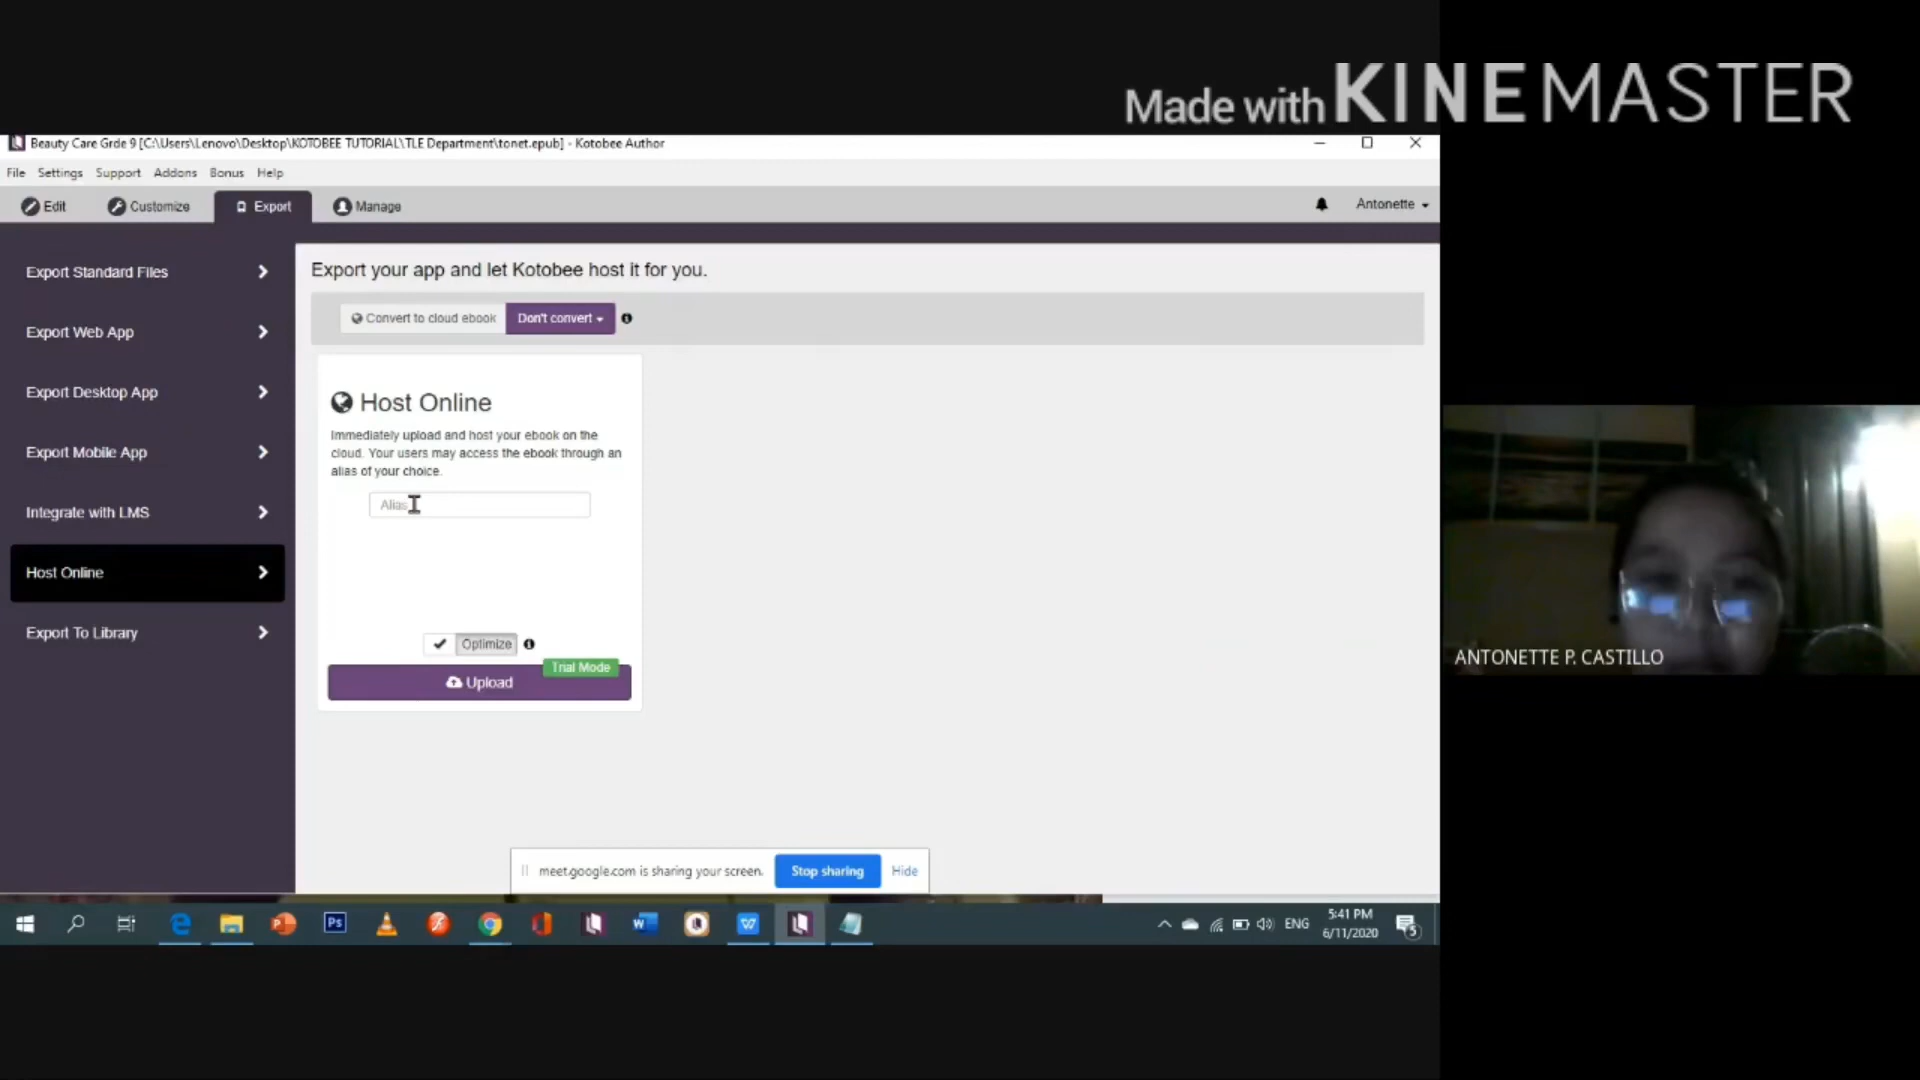 Made with KINEMASTER
Beauty Care Grde 9 [C:\Users\Lenovo\Desktop\KOTOBEE TUTORIAL\TLE Department\tonet.epub] - Kotobee Author
File Settings Support Addons Bonus Help
Edit Customize Export Manage Antonette
Export Standard Files
Export Web App
Export Desktop App
Export Mobile App
Integrate with LMS
Host Online
Export To Library
Export your app and let Kotobee host it for you.
Convert to cloud ebook Don't convert
Host Online
Immediately upload and host your ebook on the
cloud. Your users may access the ebook through an
alias of your choice.
Alias
Optimize
Trial Mode
Upload
ANTONETTE P. CASTILLO
meet.google.com is sharing your screen. Stop sharing Hide
Ps
W
W
ENG
5:41 PM
6/11/2020
5